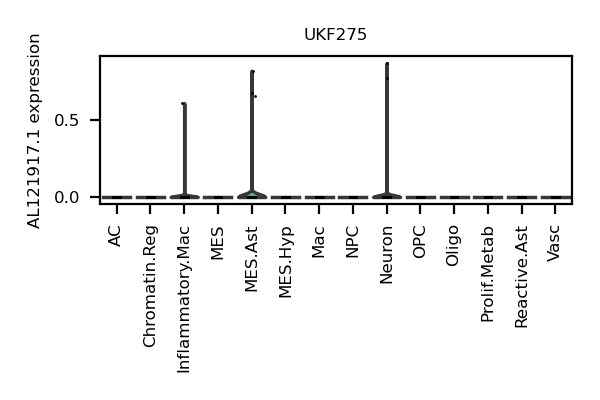 UKF275
AL121917.1 expression
0.5
0.0
AC
Chromatin.Reg
Inflammatory.Mac
MES
MES.Ast
MES.Hyp
Mac
NPC
Neuron
OPC
Oligo
Prolif.Metab
Reactive.Ast
Vasc